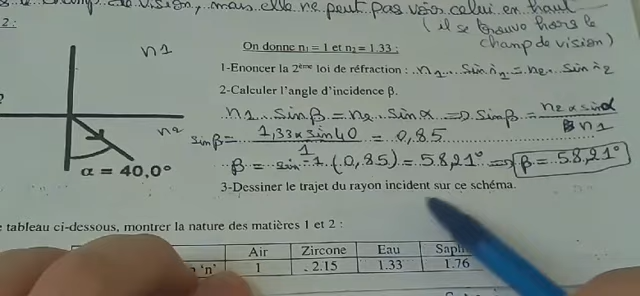 champ de vision, mais elle ne peut pas voir celui en haut
(il se trouve hors le
champ de vision)
2 :
n1
On donne n₁ = 1 et n₂ = 1.33 :
1-Enoncer la 2ème loi de réfraction : n1 sin i1 = n2 sin i2
2-Calculer l'angle d'incidence β.
n1 sin β = n2 sin α => sin β = n2 x sin α / n1
n2
sin β = 1,33 x sin 40 / 1 = 0,85
β = sin-1 (0,85) = 58,21° => β = 58,21°
α = 40,0°
3-Dessiner le trajet du rayon incident sur ce schéma.
tableau ci-dessous, montrer la nature des matières 1 et 2 :
Air Zircone Eau
'n' 1 2.15 1.33 1.76